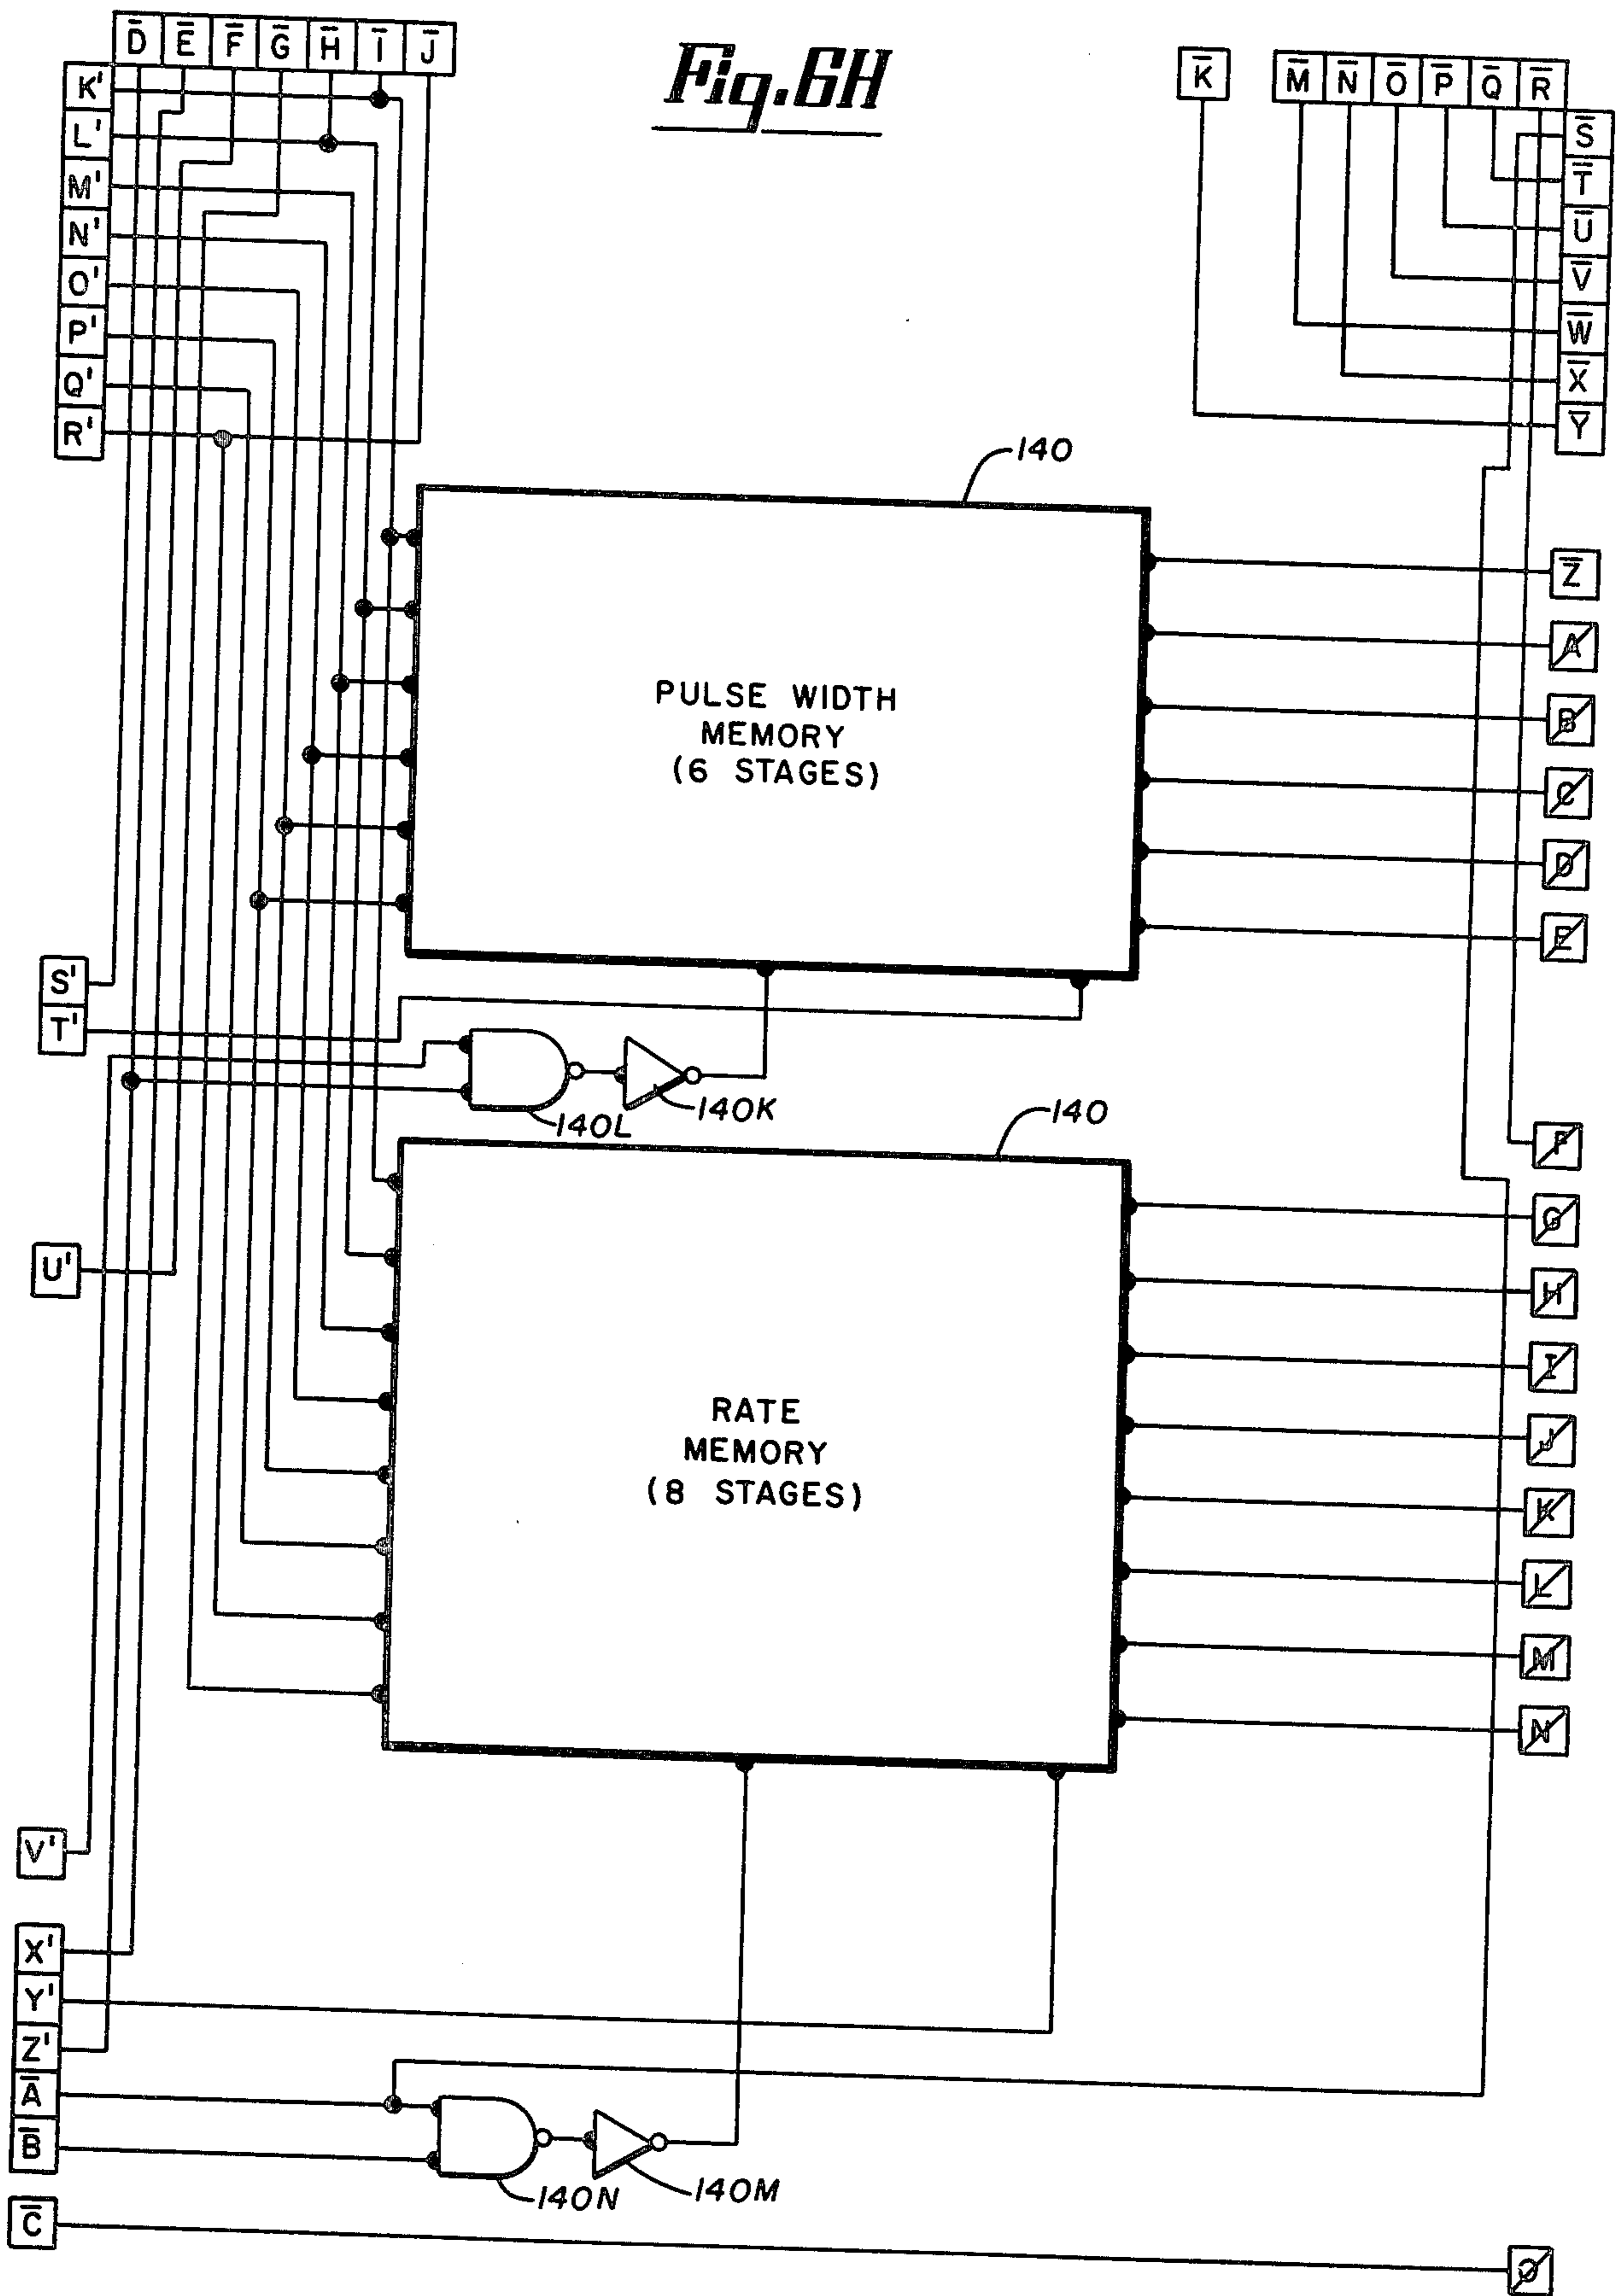 Fig.6H
D̅ E̅ F̅ G̅ H̅ I̅ J̅
K̅
M̅ N̅ O̅ P̅ Q̅ R̅
K'
L'
M'
N'
O'
P'
Q'
R'
S̅
T̅
U̅
V̅
W̅
X̅
Y̅
140
PULSE WIDTH
MEMORY
(6 STAGES)
Z̅
A̸
B̸
C̸
D̸
E̸
S'
T'
140L
140K
140
F̸
U'
RATE
MEMORY
(8 STAGES)
G̸
H̸
I̸
J̸
K̸
L̸
M̸
N̸
V'
X'
Y'
Z'
A̅
B̅
140N
140M
C̅
O̸